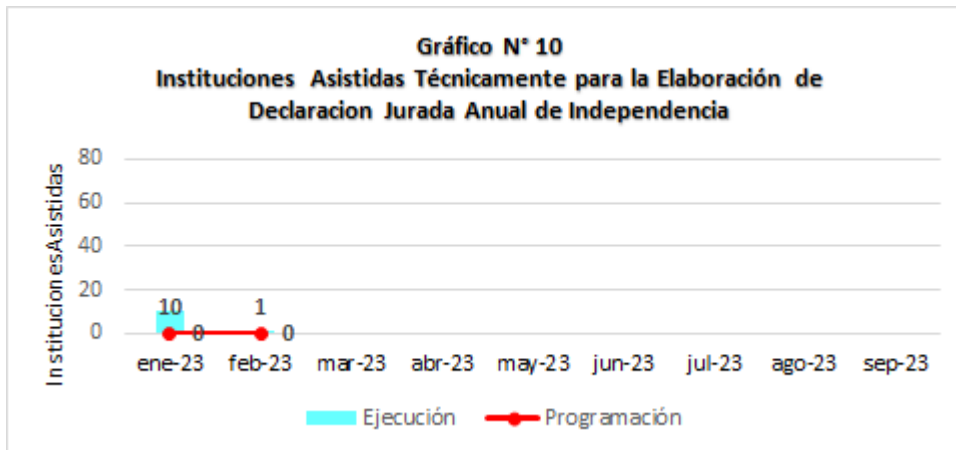 Gráfico N° 10
Instituciones Asistidas Técnicamente para la Elaboración de
Declaracion Jurada Anual de Independencia
InstitucionesAsistidas
80
60
40
20
0
10
0
1
0
ene-23 feb-23 mar-23 abr-23 may-23 jun-23 jul-23 ago-23 sep-23
Ejecución Programación